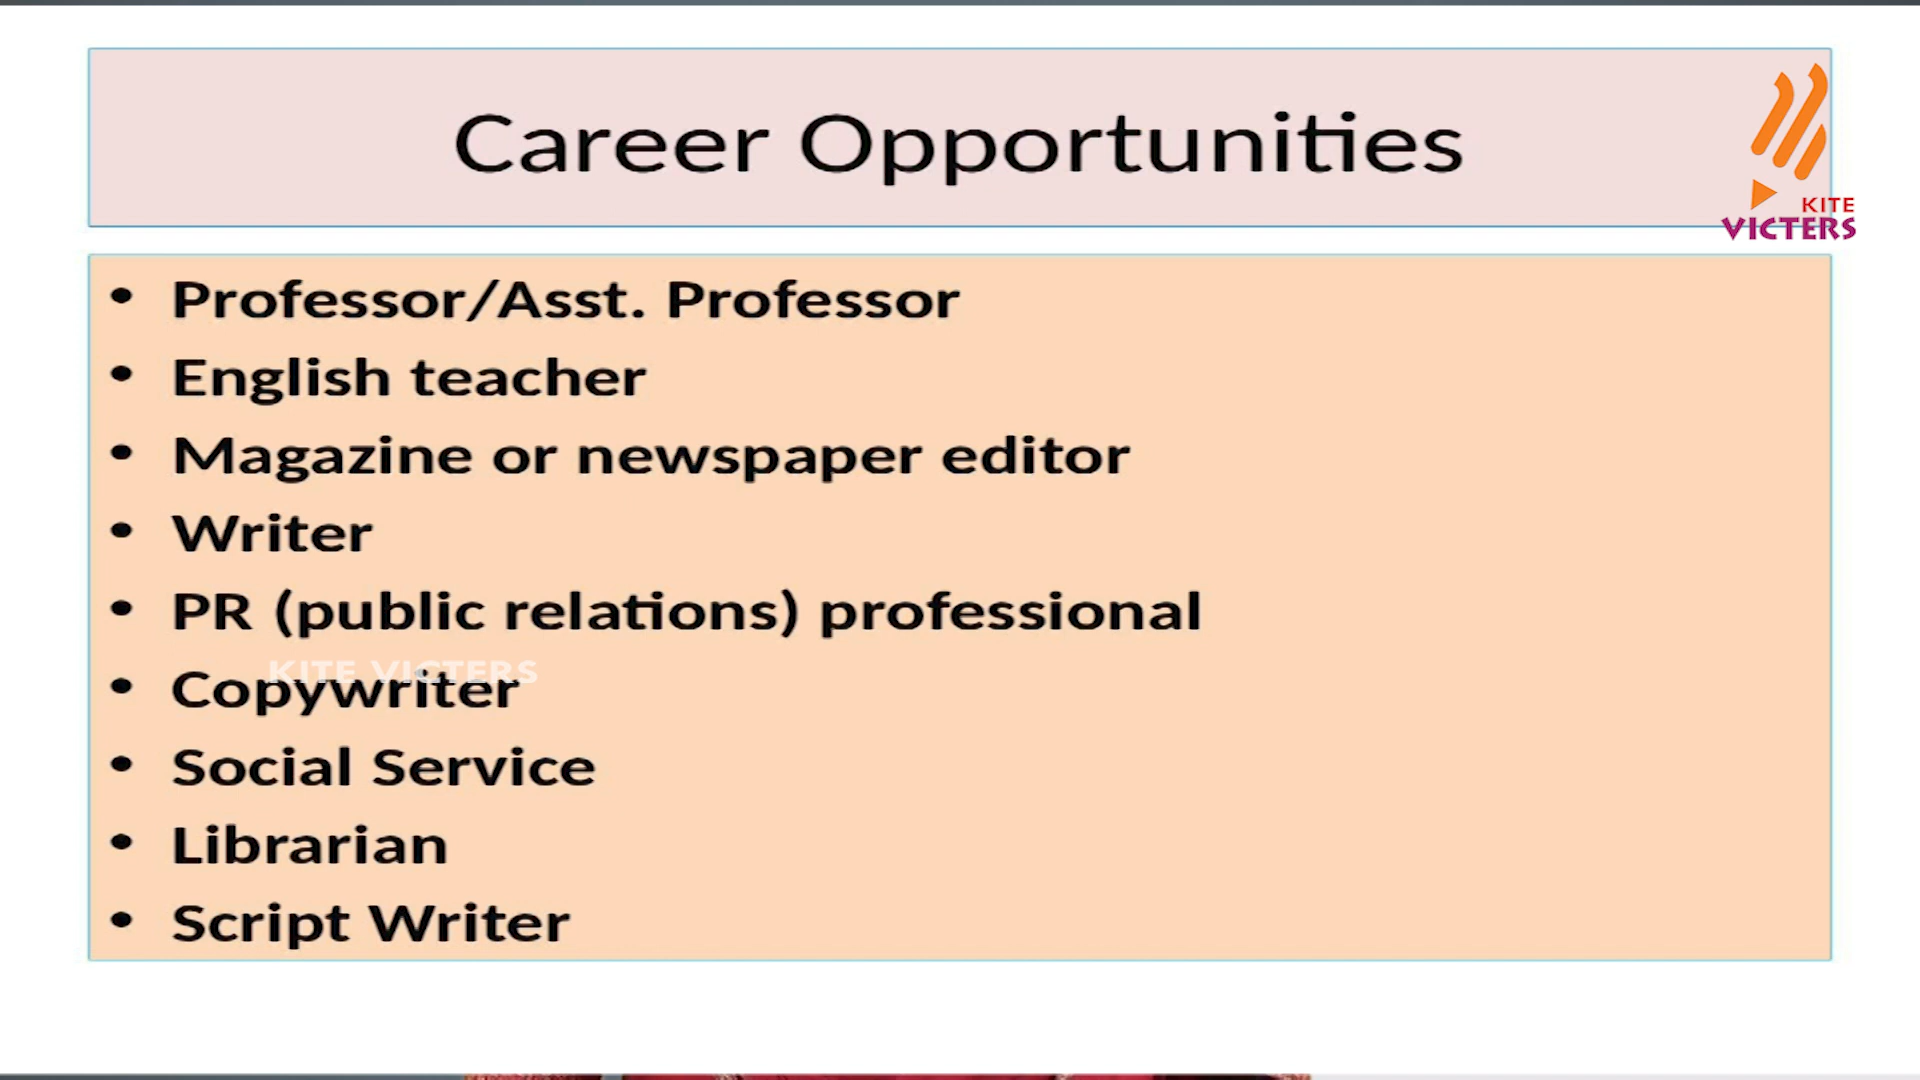 Career Opportunities
KITE
VICTERS
• Professor/Asst. Professor
• English teacher
• Magazine or newspaper editor
• Writer
• PR (public relations) professional
KITE VICTERS
• Copywriter
• Social Service
• Librarian
• Script Writer